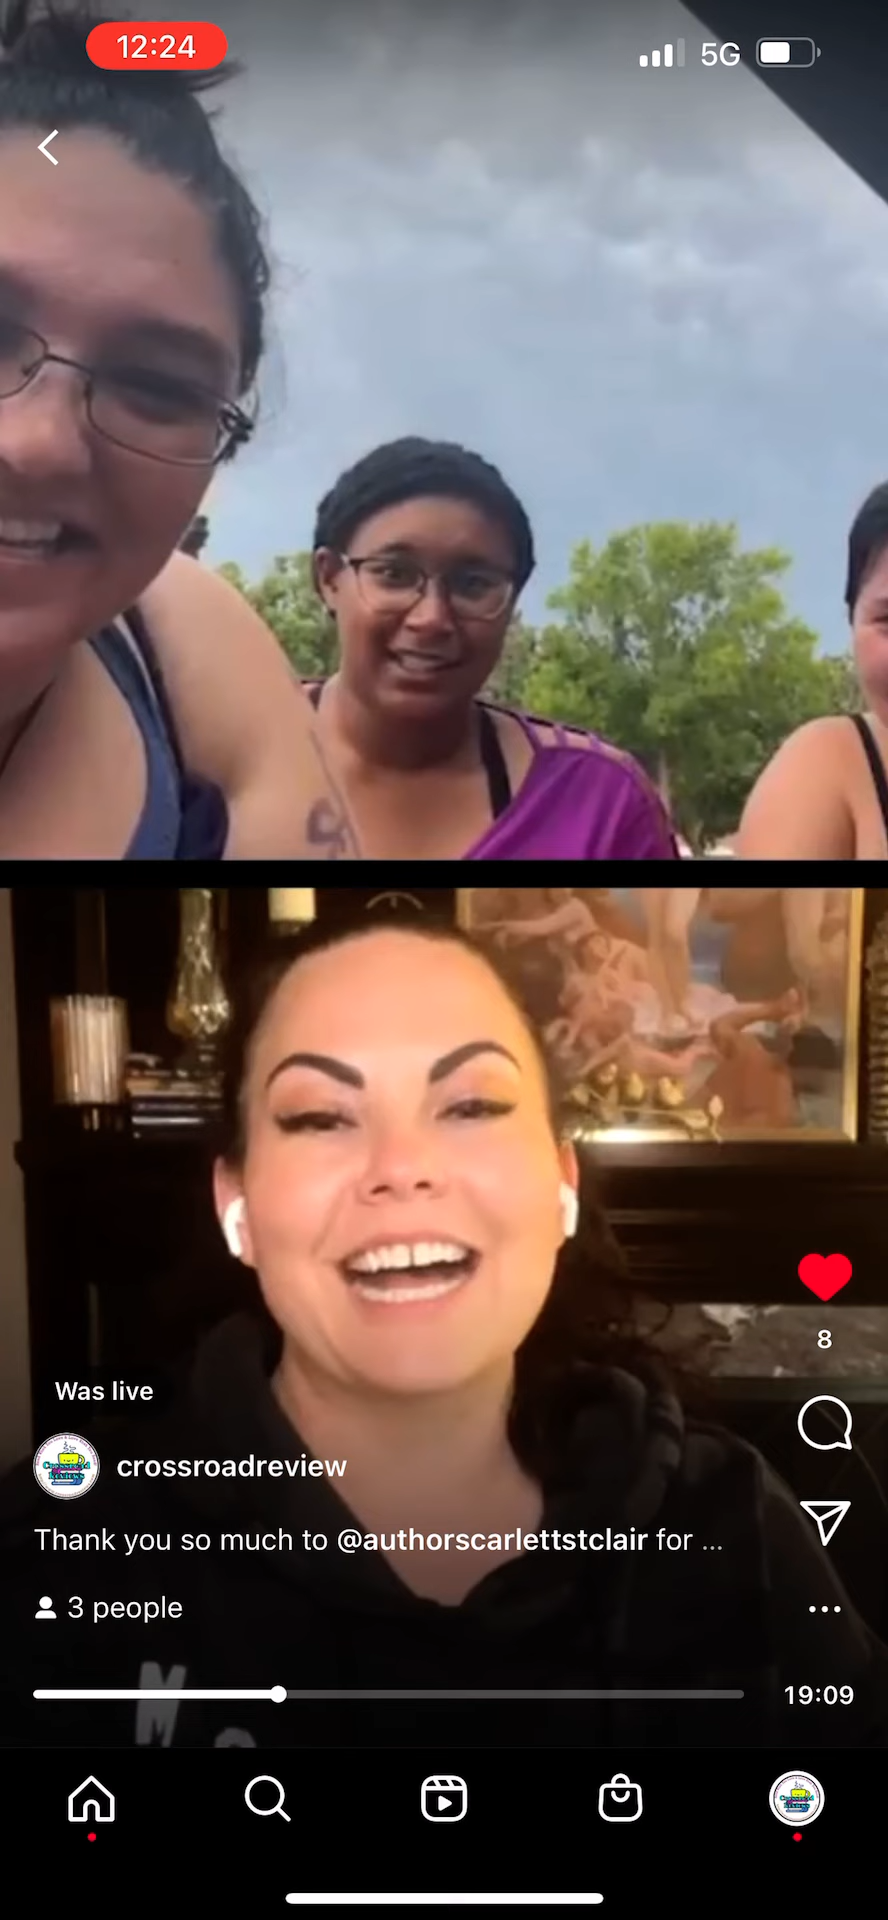 12:24
5G
8
Was live
crossroadreview
Thank you so much to @authorscarlettstclair for ...
3 people
19:09